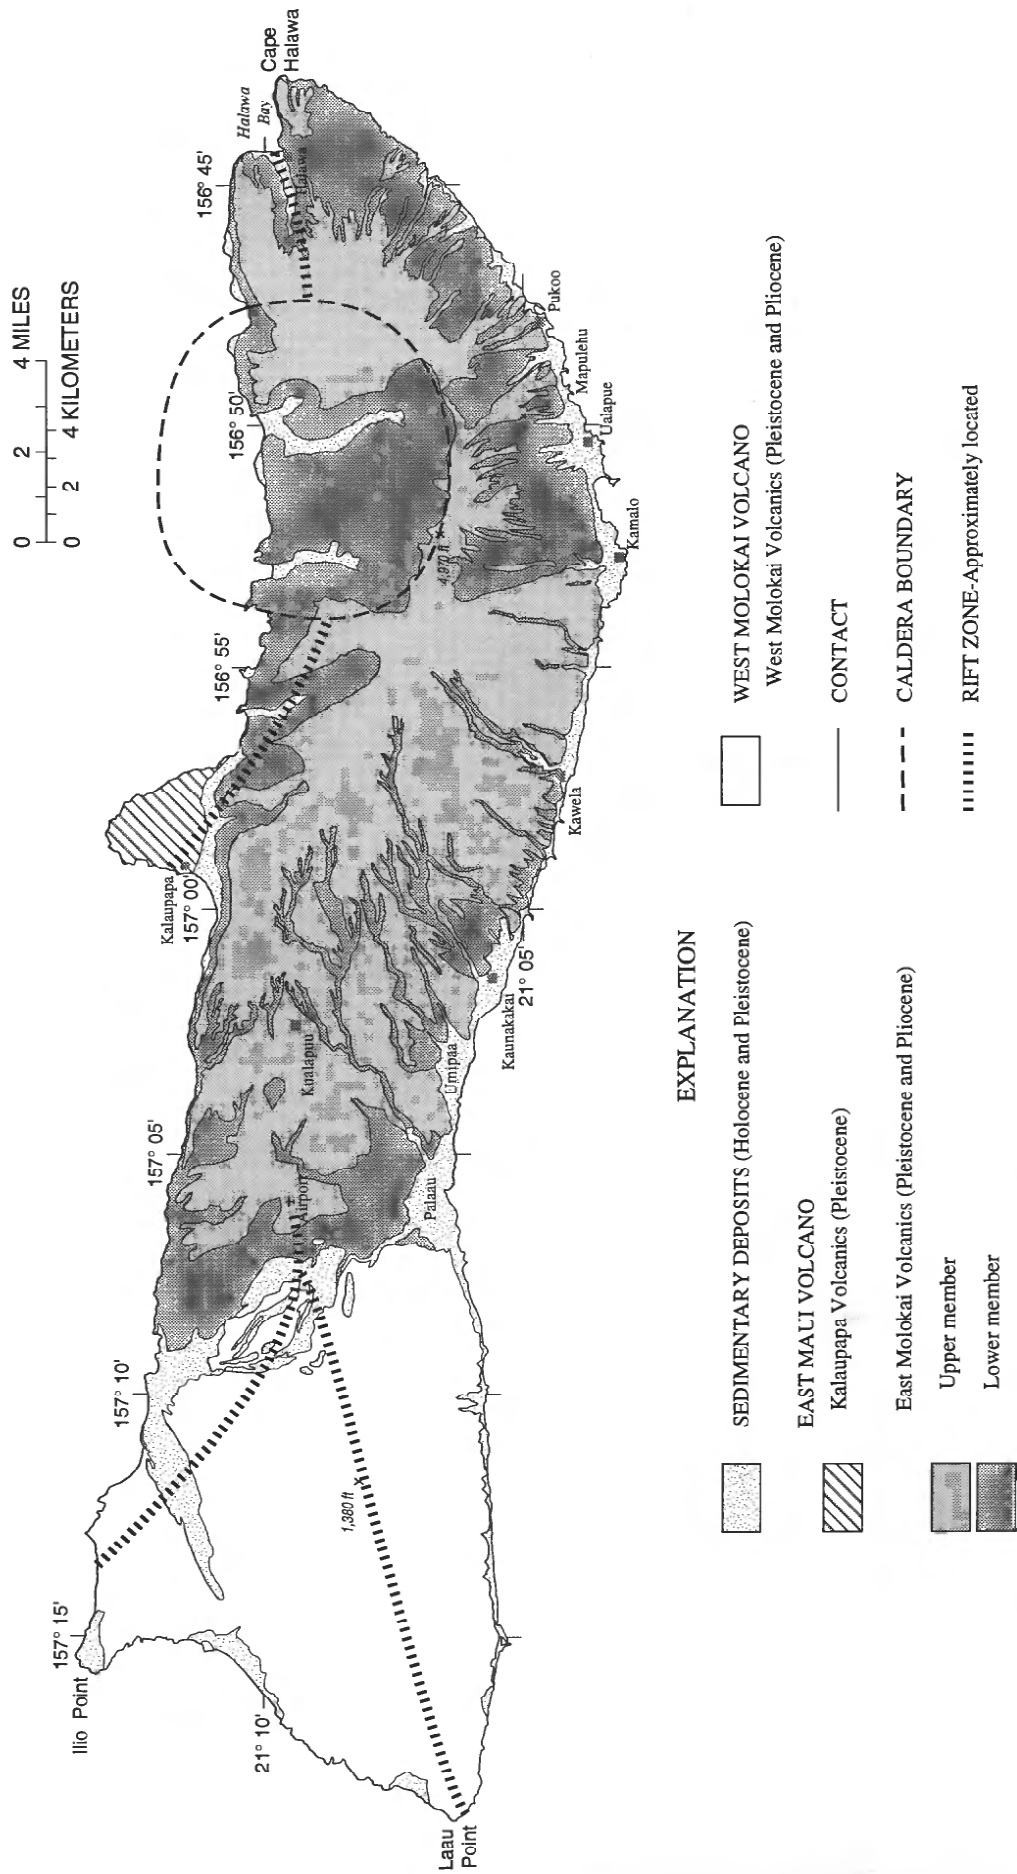 0 2 4 MILES
0 2 4 KILOMETERS
Ilio Point
157° 15'
157° 10'
157° 05'
Kalaupapa
157° 00'
156° 55'
156° 50'
156° 45'
Halawa
Bay
Cape
Halawa
Halawa
21° 10'
1,380 ft
Laau
Point
Airport
Kualapuu
Palaau
Umipaa
Kaunakakai
21° 05'
Kawela
4,970 ft
Kamalo
Ualapue
Mapulehu
Pukoo
EXPLANATION
SEDIMENTARY DEPOSITS (Holocene and Pleistocene)
EAST MAUI VOLCANO
Kalaupapa Volcanics (Pleistocene)
East Molokai Volcanics (Pleistocene and Pliocene)
Upper member
Lower member
WEST MOLOKAI VOLCANO
West Molokai Volcanics (Pleistocene and Pliocene)
CONTACT
CALDERA BOUNDARY
RIFT ZONE-Approximately located